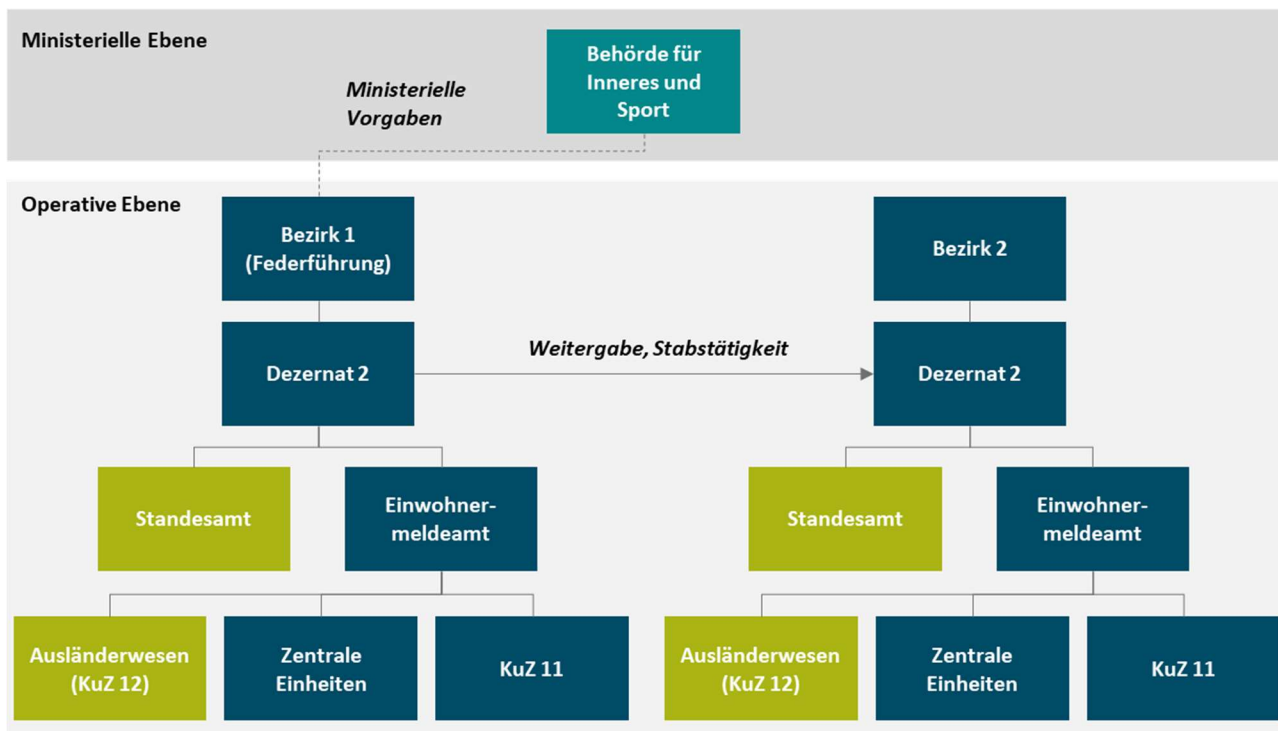 Ministerielle Ebene
Behörde für
Inneres und
Sport
Ministerielle
Vorgaben
Operative Ebene
Bezirk 1
(Federführung)
Bezirk 2
Dezernat 2
Weitergabe, Stabstätigkeit
Dezernat 2
Standesamt
Einwohner-
meldeamt
Standesamt
Einwohner-
meldeamt
Ausländerwesen
(KuZ 12)
Zentrale
Einheiten
KuZ 11
Ausländerwesen
(KuZ 12)
Zentrale
Einheiten
KuZ 11